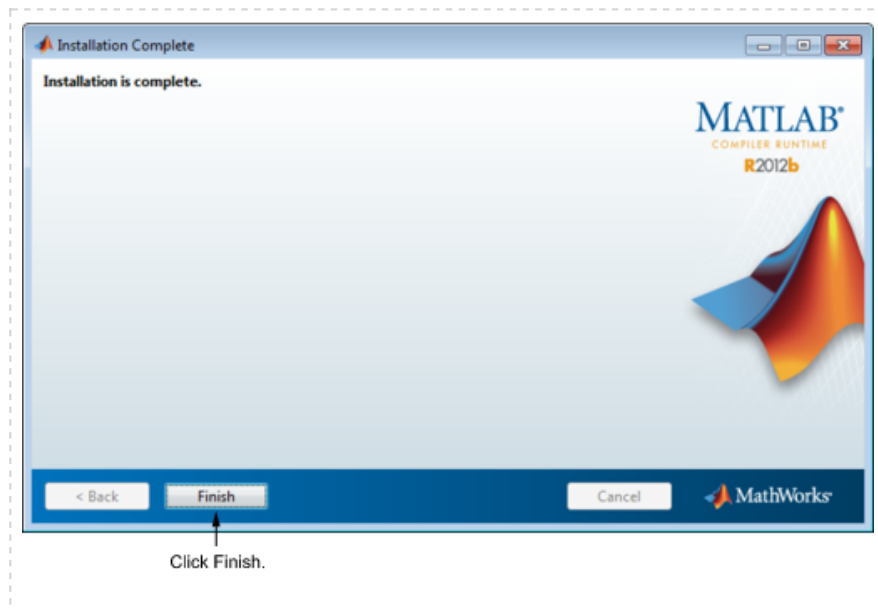 Installation Complete
Installation is complete.
MATLAB®
COMPILER RUNTIME
R2012b
< Back
Finish
Cancel
MathWorks®
Click Finish.